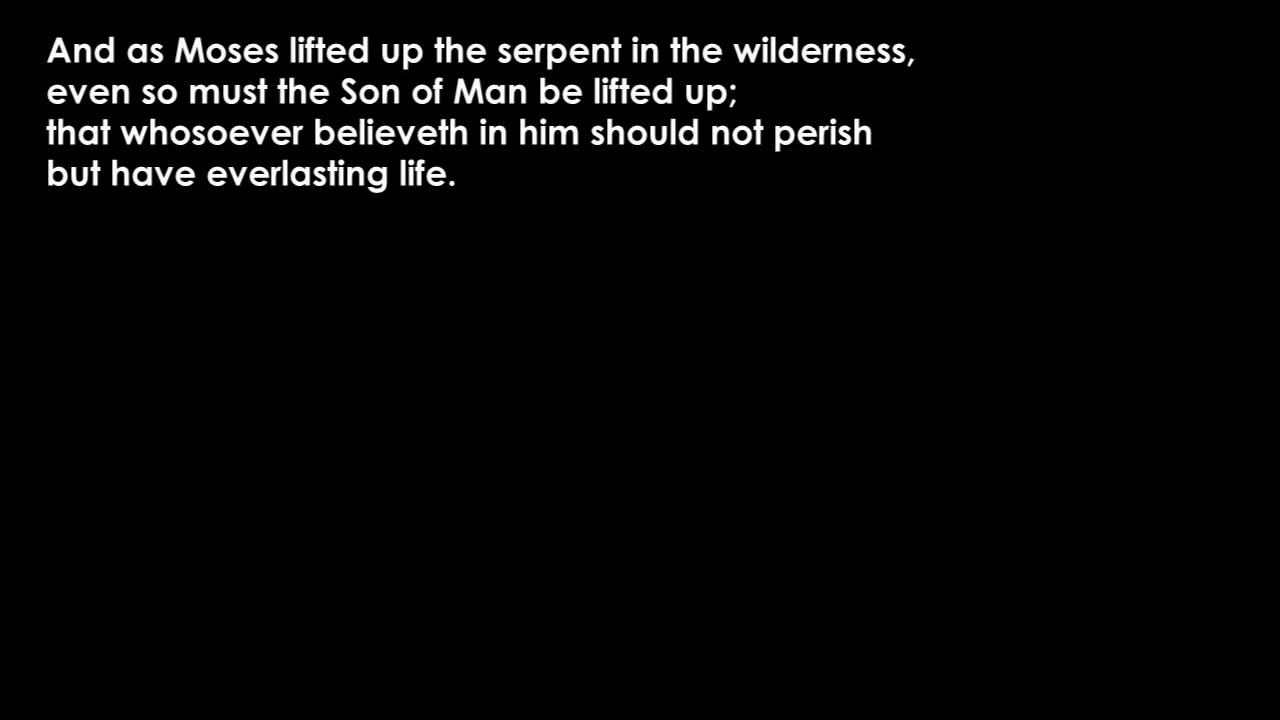 And as Moses lifted up the serpent in the wilderness,
even so must the Son of Man be lifted up;
that whosoever believeth in him should not perish
but have everlasting life.